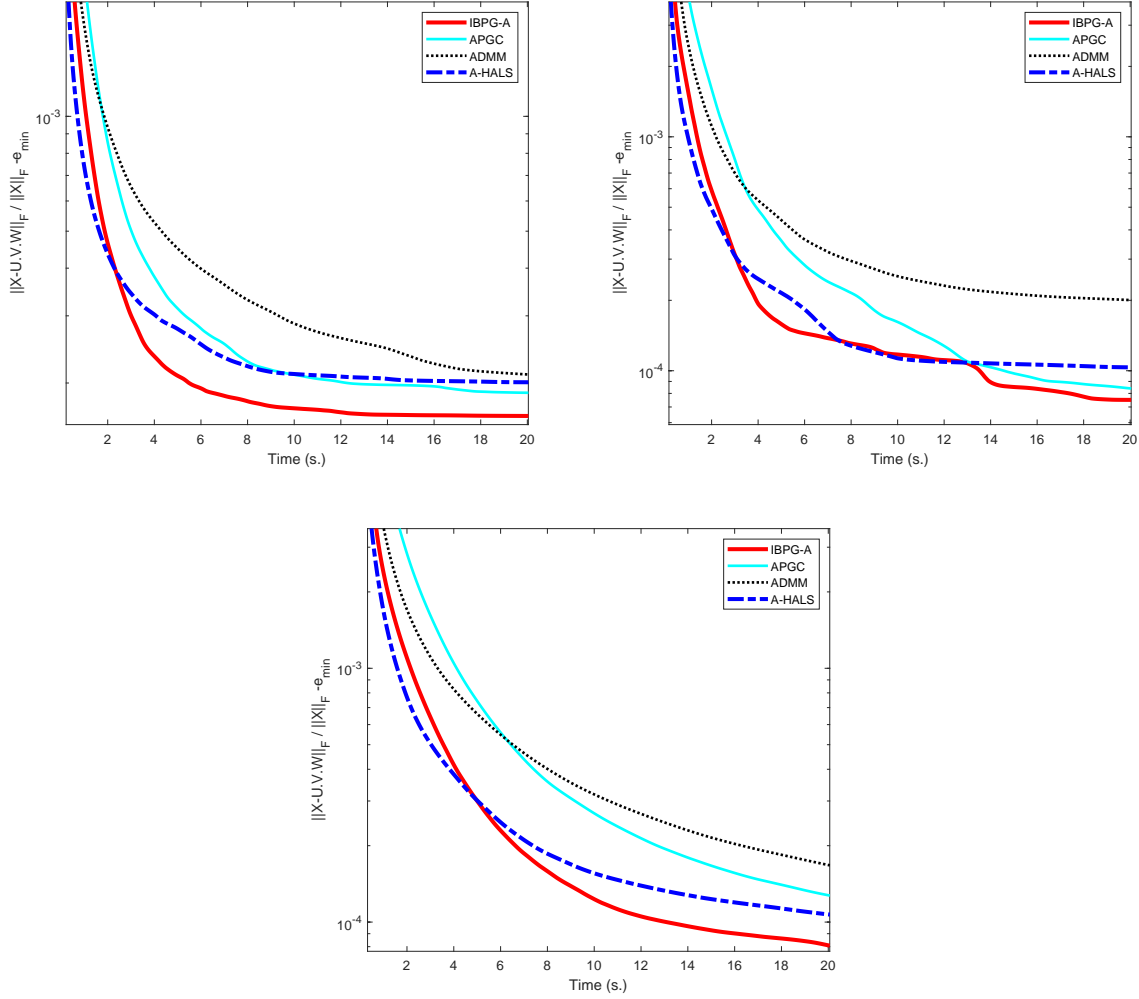 IBPG-A
APGC
ADMM
A-HALS
10^-3
||X-U.V.W||_F / ||X||_F -e_min
2 4 6 8 10 12 14 16 18 20
Time (s.)
IBPG-A
APGC
ADMM
A-HALS
10^-3
10^-4
||X-U.V.W||_F / ||X||_F -e_min
2 4 6 8 10 12 14 16 18 20
Time (s.)
IBPG-A
APGC
ADMM
A-HALS
10^-3
10^-4
||X-U.V.W||_F / ||X||_F -e_min
2 4 6 8 10 12 14 16 18 20
Time (s.)